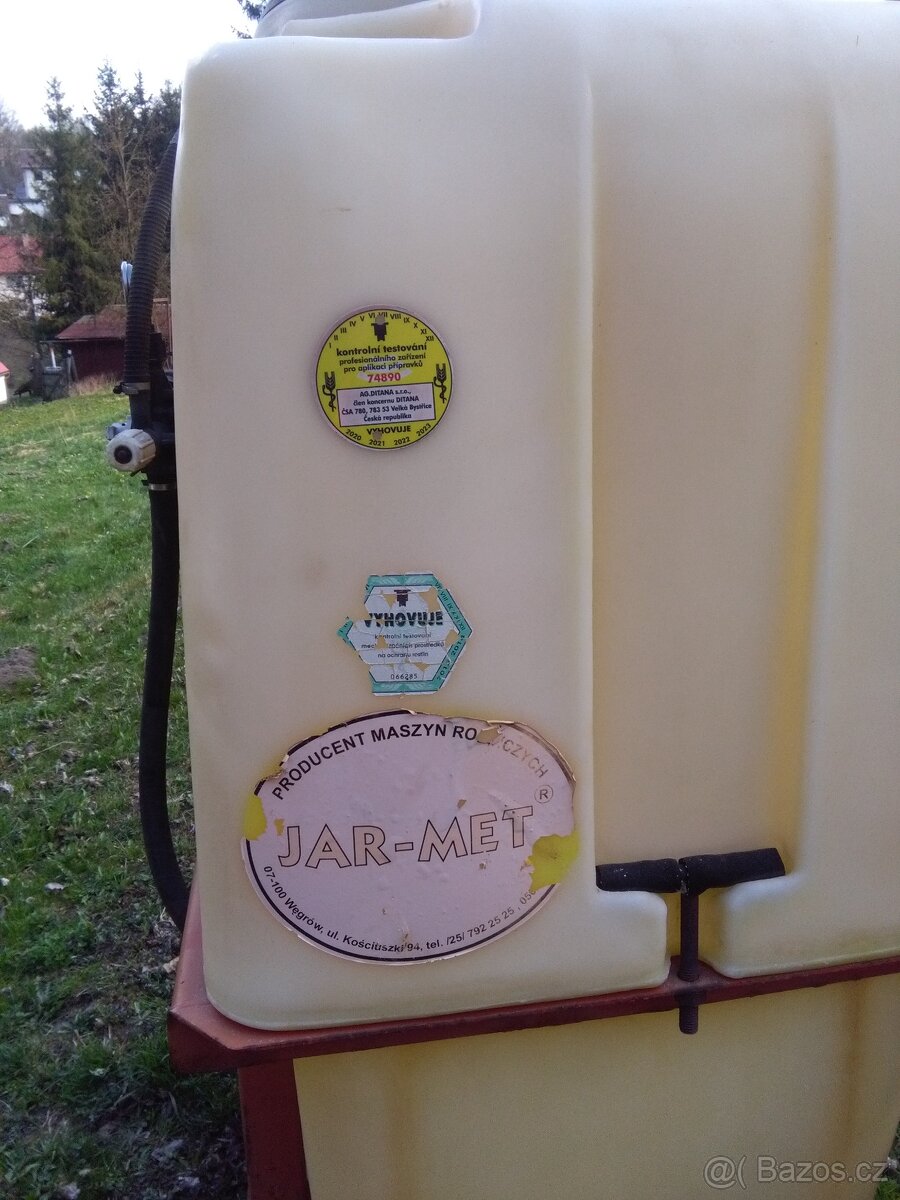 I II III IV V VI VII VIII IX X XI XII
kontrolní testování
profesionálního zařízení
pro aplikaci přípravků
74890
AG.DITANA s.r.o.,
člen koncernu DITANA
ČSA 780, 783 53 Velká Bystřice
Česká republika
VYHOVUJE
2020 2021 2022 2023
VYHOVUJE
kontrolní testování
na ochranu rostlin
066285
PRODUCENT MASZYN
JAR-MET ®
07-100 Węgrów, ul. Kościuszki 94, tel. /25/ 792 25 25
@( Bazos.cz